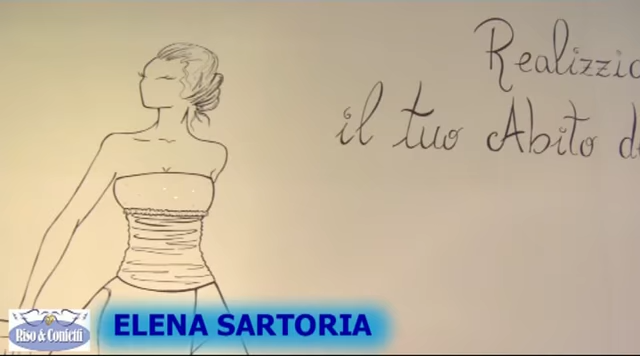 Realizzia
il tuo Abito d
Riso & Confetti
ELENA SARTORIA